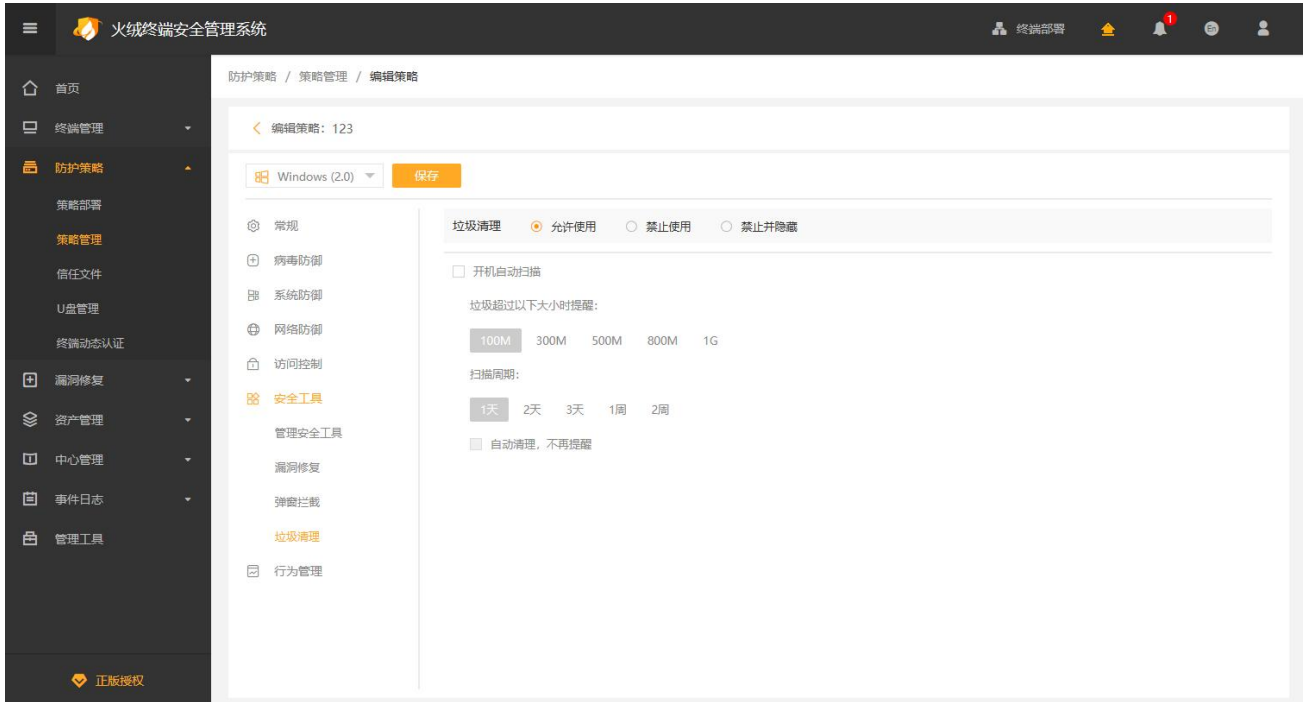 火绒终端安全管理系统
终端部署
1
首页
终端管理
防护策略
策略部署
策略管理
信任文件
U盘管理
终端动态认证
漏洞修复
资产管理
中心管理
事件日志
管理工具
正版授权
防护策略 / 策略管理 / 编辑策略
编辑策略：123
Windows (2.0)
保存
常规
病毒防御
系统防御
网络防御
访问控制
安全工具
管理安全工具
漏洞修复
弹窗拦截
垃圾清理
行为管理
垃圾清理 允许使用 禁止使用 禁止并隐藏
开机自动扫描
垃圾超过以下大小时提醒：
100M 300M 500M 800M 1G
扫描周期：
1天 2天 3天 1周 2周
自动清理，不再提醒